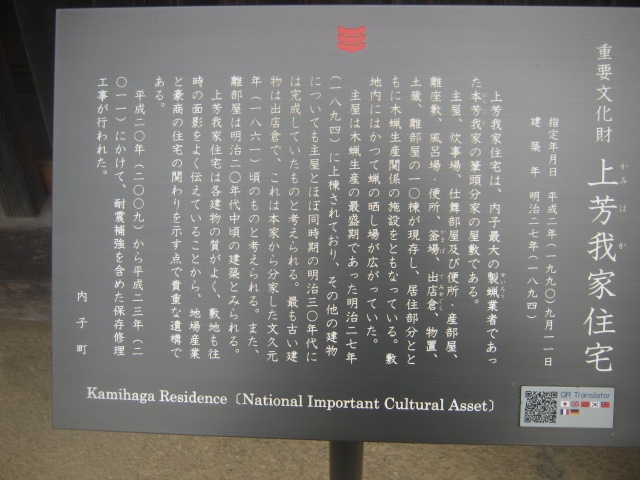 重要文化財 上芳我家住宅
かみはが
指定年月日 平成二年（一九九〇）九月一一日
建築年 明治二七年（一八九四）
上芳我家住宅は、内子最大の製蝋業者であっ
た本芳我家の筆頭分家の屋敷である。
主屋、炊事場、仕舞部屋及び便所・産部屋、
離座敷、風呂場・便所、釜場、出店倉、物置、
土蔵、離部屋の一〇棟が現存し、居住部分とと
もに木蝋生産関係の施設をともなっている。敷
地内にはかつて蝋の晒し場が広がっていた。
主屋は木蝋生産の最盛期であった明治二七年
（一八九四）に上棟されており、その他の建物
についても主屋とほぼ同時期の明治三〇年代に
は完成していたものと考えられる。最も古い建
物は出店倉で、これは本家から分家した文久元
年（一八六一）頃のものと考えられる。また、
離部屋は明治二〇年代中頃の建築とみられる。
上芳我家住宅は各建物の質がよく、敷地も往
時の面影をよく伝えていることから、地場産業
と豪商の住宅の関わりを示す点で貴重な遺構で
ある。
平成二〇年（二〇〇九）から平成二三年（二
〇一一）にかけて、耐震補強を含めた保存修理
工事が行われた。
内子町
Kamihaga Residence〔National Important Cultural Asset〕
QR Translator